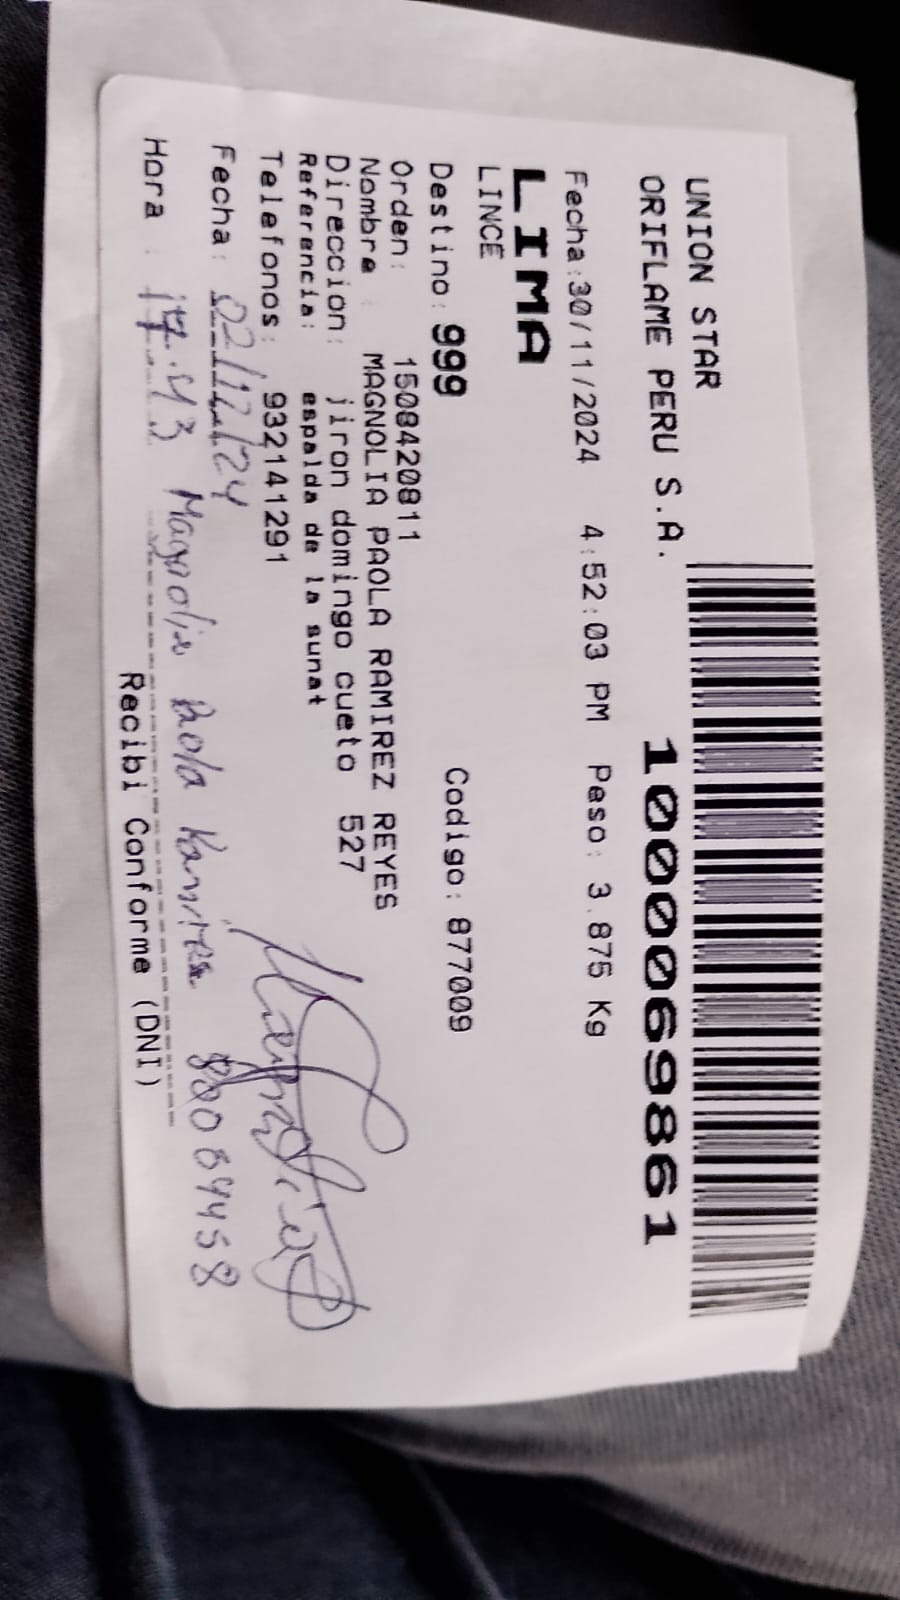 UNION STAR
ORIFLAME PERU S.A. 10000698861
Fecha:30/11/2024 4:52:03 PM Peso: 3.875 Kg
LIMA
LINCE
Destino: 999 Codigo: 877009
Orden: 1508420811
Nombre : MAGNOLIA PAOLA RAMIREZ REYES
Direccion: jiron domingo cueto 527
Referencia: espalda de la sunat
Telefonos: 932141291
Fecha: 02/12/24
Hora : 17:43 Magnolia Paola Ramirez
Recibi Conforme (DNI)